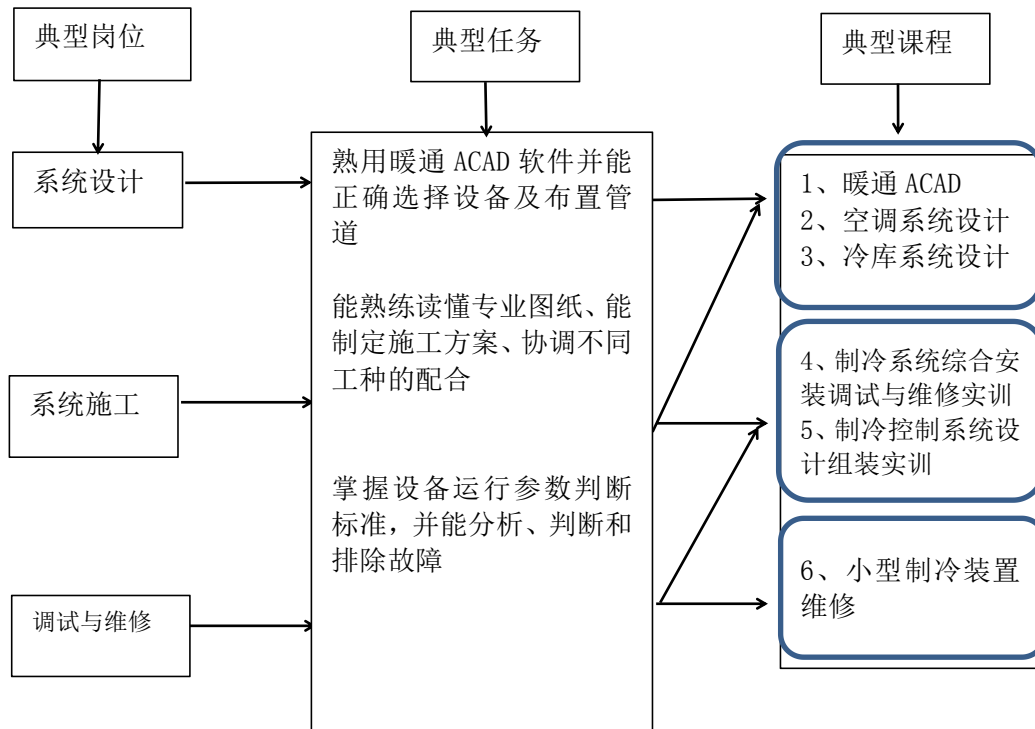 典型岗位
典型任务
典型课程
系统设计
系统施工
调试与维修
熟用暖通 ACAD 软件并能
正确选择设备及布置管
道
能熟练读懂专业图纸、能
制定施工方案、协调不同
工种的配合
掌握设备运行参数判断
标准，并能分析、判断和
排除故障
1、暖通 ACAD
2、空调系统设计
3、冷库系统设计
4、制冷系统综合安
装调试与维修实训
5、制冷控制系统设
计组装实训
6、小型制冷装置
维修